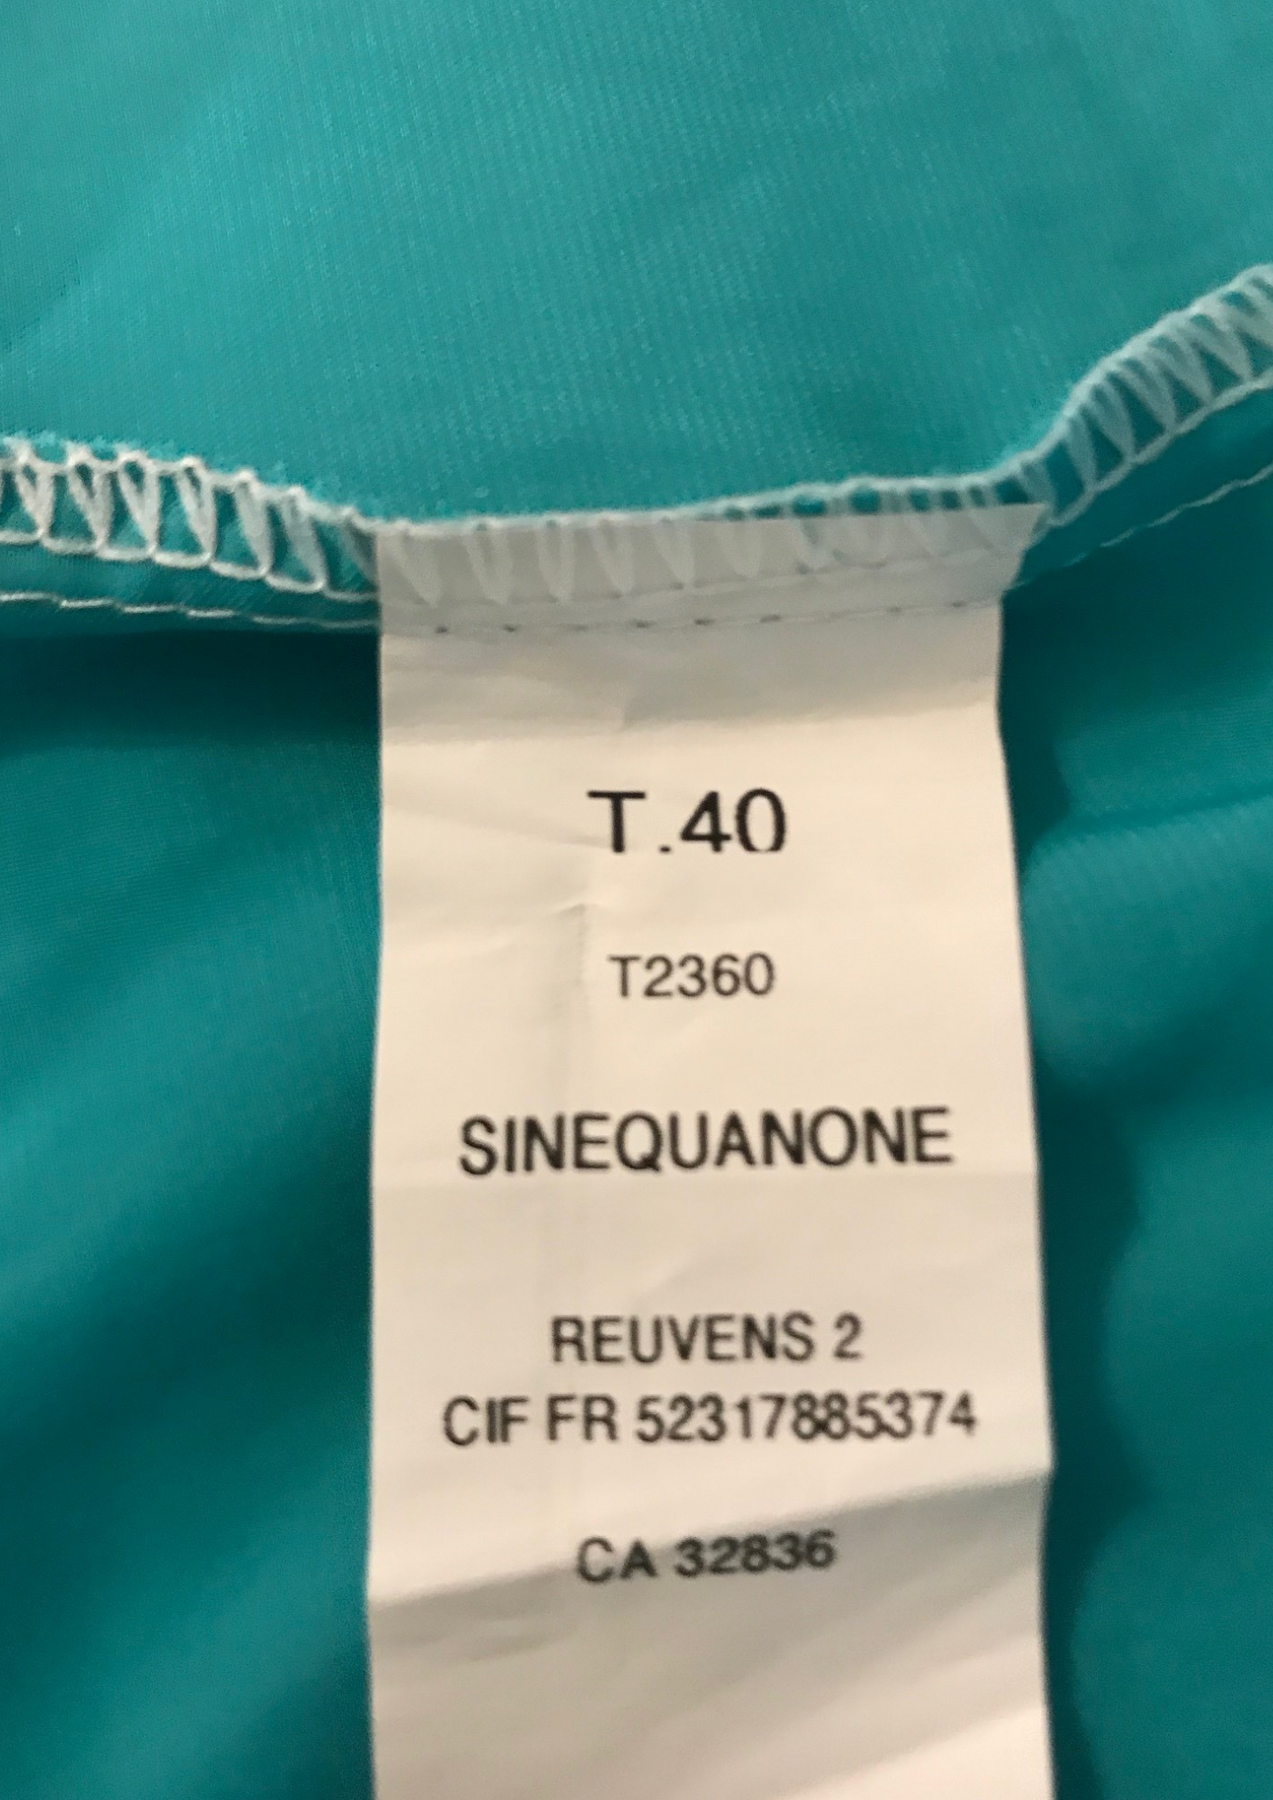 T.40
T2360
SINEQUANONE
REUVENS 2
CIF FR 52317885374
CA 32836